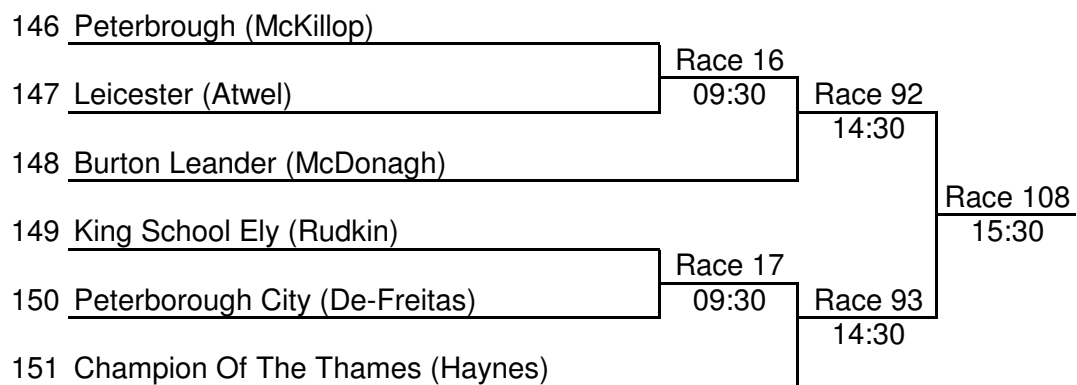 146 Peterbrough (McKillop)
Race 16
147 Leicester (Atwel)
09:30
Race 92
14:30
148 Burton Leander (McDonagh)
Race 108
15:30
149 King School Ely (Rudkin)
Race 17
150 Peterborough City (De-Freitas)
09:30
Race 93
14:30
151 Champion Of The Thames (Haynes)